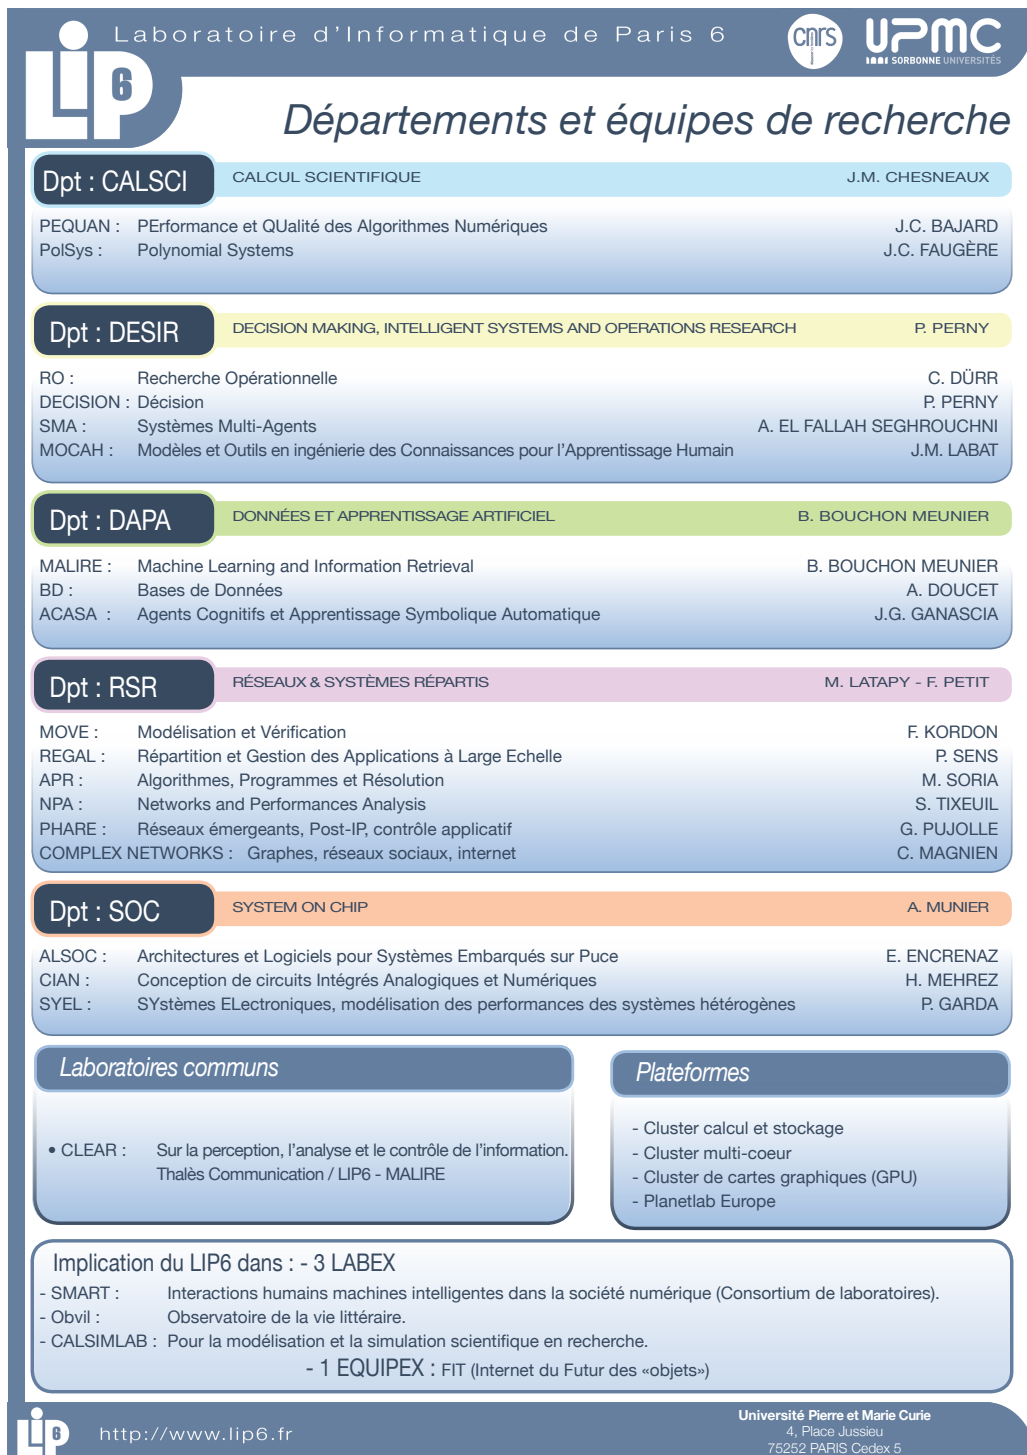 Laboratoire d'Informatique de Paris 6
LiP6
cnrs
UPMC
SORBONNE UNIVERSITÉS
Départements et équipes de recherche
Dpt : CALSCI CALCUL SCIENTIFIQUE J.M. CHESNEAUX
PEQUAN : PErformance et QUalité des Algorithmes Numériques J.C. BAJARD
PolSys : Polynomial Systems J.C. FAUGÈRE
Dpt : DESIR DECISION MAKING, INTELLIGENT SYSTEMS AND OPERATIONS RESEARCH P. PERNY
RO : Recherche Opérationnelle C. DÜRR
DECISION : Décision P. PERNY
SMA : Systèmes Multi-Agents A. EL FALLAH SEGHROUCHNI
MOCAH : Modèles et Outils en ingénierie des Connaissances pour l'Apprentissage Humain J.M. LABAT
Dpt : DAPA DONNÉES ET APPRENTISSAGE ARTIFICIEL B. BOUCHON MEUNIER
MALIRE : Machine Learning and Information Retrieval B. BOUCHON MEUNIER
BD : Bases de Données A. DOUCET
ACASA : Agents Cognitifs et Apprentissage Symbolique Automatique J.G. GANASCIA
Dpt : RSR RÉSEAUX & SYSTÈMES RÉPARTIS M. LATAPY - F. PETIT
MOVE : Modélisation et Vérification F. KORDON
REGAL : Répartition et Gestion des Applications à Large Echelle P. SENS
APR : Algorithmes, Programmes et Résolution M. SORIA
NPA : Networks and Performances Analysis S. TIXEUIL
PHARE : Réseaux émergeants, Post-IP, contrôle applicatif G. PUJOLLE
COMPLEX NETWORKS : Graphes, réseaux sociaux, internet C. MAGNIEN
Dpt : SOC SYSTEM ON CHIP A. MUNIER
ALSOC : Architectures et Logiciels pour Systèmes Embarqués sur Puce E. ENCRENAZ
CIAN : Conception de circuits Intégrés Analogiques et Numériques H. MEHREZ
SYEL : SYstèmes ELectroniques, modélisation des performances des systèmes hétérogènes P. GARDA
Laboratoires communs
• CLEAR : Sur la perception, l'analyse et le contrôle de l'information.
Thalès Communication / LIP6 - MALIRE
Plateformes
- Cluster calcul et stockage
- Cluster multi-coeur
- Cluster de cartes graphiques (GPU)
- Planetlab Europe
Implication du LIP6 dans : - 3 LABEX
- SMART : Interactions humains machines intelligentes dans la société numérique (Consortium de laboratoires).
- Obvil : Observatoire de la vie littéraire.
- CALSIMLAB : Pour la modélisation et la simulation scientifique en recherche.
- 1 EQUIPEX : FIT (Internet du Futur des «objets»)
LiP6
http://www.lip6.fr
Université Pierre et Marie Curie
4, Place Jussieu
75252 PARIS Cedex 5